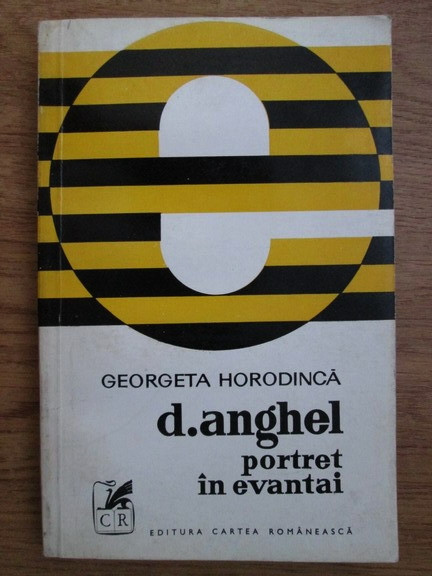 e
GEORGETA HORODINCĂ
d.anghel
portret
în evantai
CR
EDITURA CARTEA ROMÂNEASCĂ